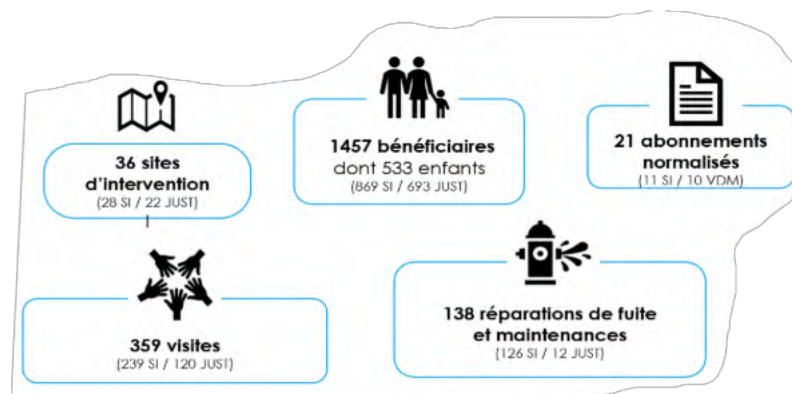 36 sites
d'intervention
(28 SI / 22 JUST)
1457 bénéficiaires
dont 533 enfants
(869 SI / 693 JUST)
21 abonnements
normalisés
(11 SI / 10 VDM)
359 visites
(239 SI / 120 JUST)
138 réparations de fuite
et maintenances
(126 SI / 12 JUST)